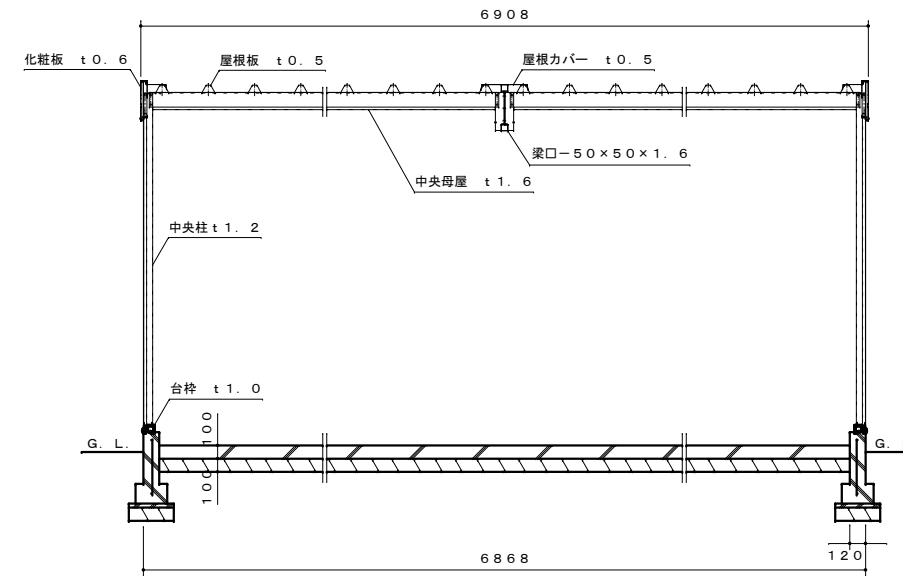 6908
化粧板 t0.6
屋根板 t0.5
屋根カバー t0.5
梁口－50×50×1.6
中央母屋 t1.6
中央柱t1.2
台枠 t1.0
G.L.
100
100
G.
120
6868